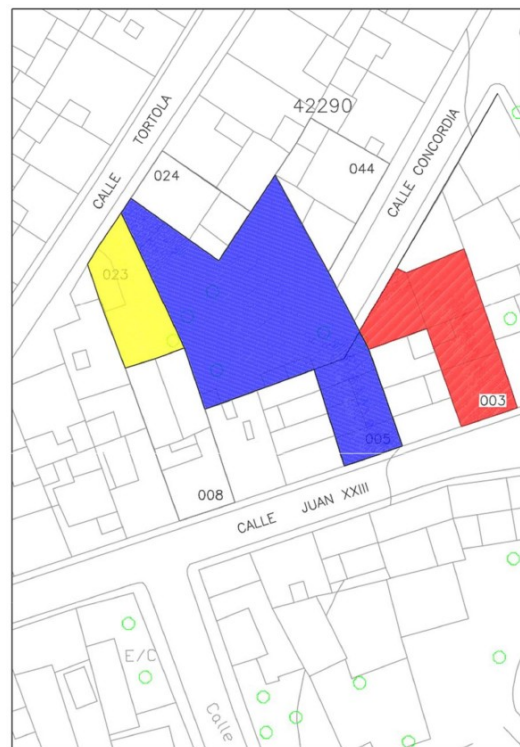 42290
CALLE TORTOLA
024
044
CALLE CONCORDIA
023
003
005
008
CALLE JUAN XXIII
E/C
Calle